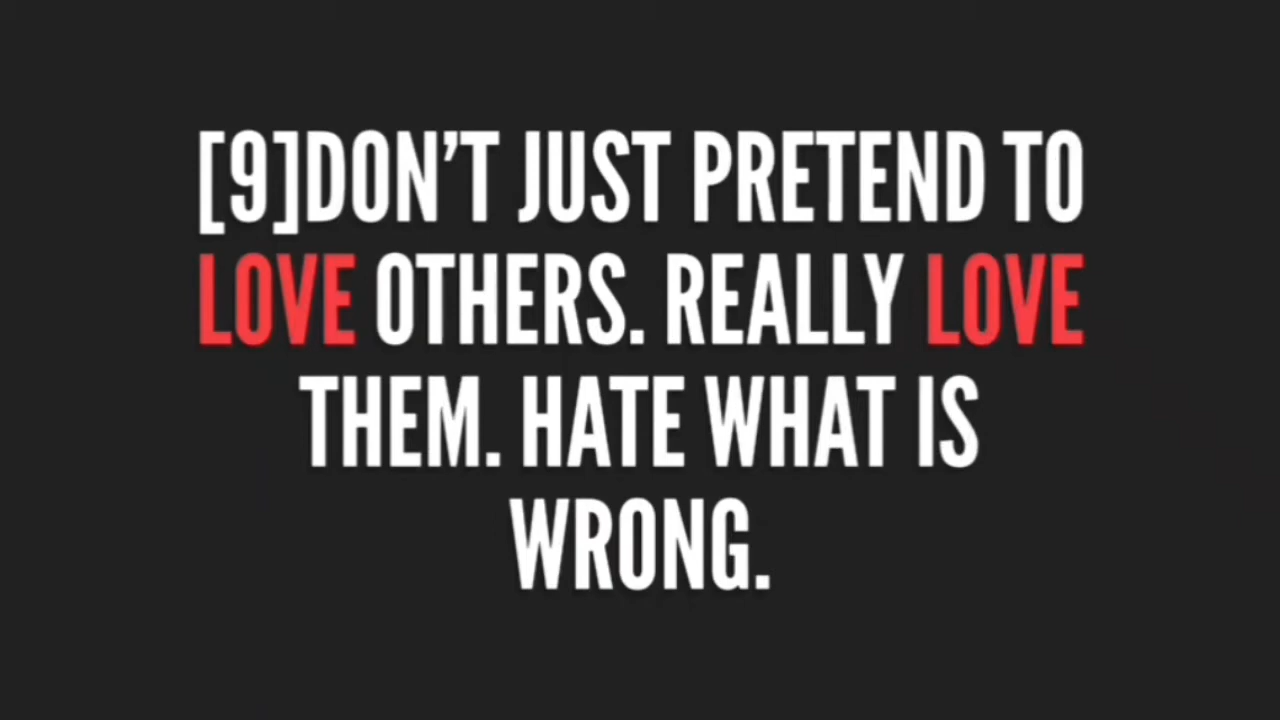 [9]DON'T JUST PRETEND TO
LOVE OTHERS. REALLY LOVE
THEM. HATE WHAT IS
WRONG.